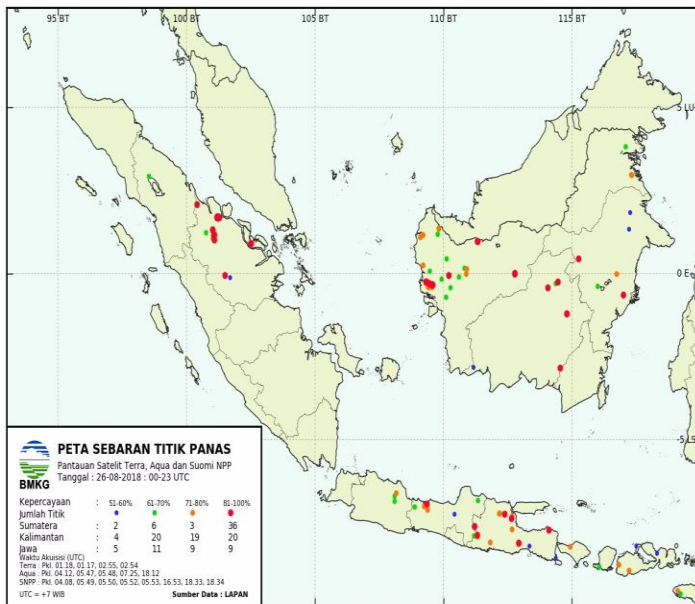 95 BT 100 BT 105 BT 110 BT 115 BT
5 LU
0 E
-5 LS
BMKG
PETA SEBARAN TITIK PANAS
Pantauan Satelit Terra, Aqua dan Suomi NPP
Tanggal : 26-08-2018 : 00-23 UTC
Kepercayaan : 51-60% 61-70% 71-80% 81-100%
Jumlah Titik
Sumatera : 2 6 3 36
Kalimantan : 4 20 19 20
Jawa : 5 11 9 9
Waktu Akuisisi (UTC)
Terra : Pkl. 01.18, 01.17, 02.55, 02.54
Aqua : Pkl. 04.12, 05.47, 05.48, 07.25, 18.12
SNPP : Pkl. 04.08, 05.49, 05.50, 05.52, 05.53, 16.53, 18.33, 18.34
UTC = +7 WIB Sumber Data : LAPAN